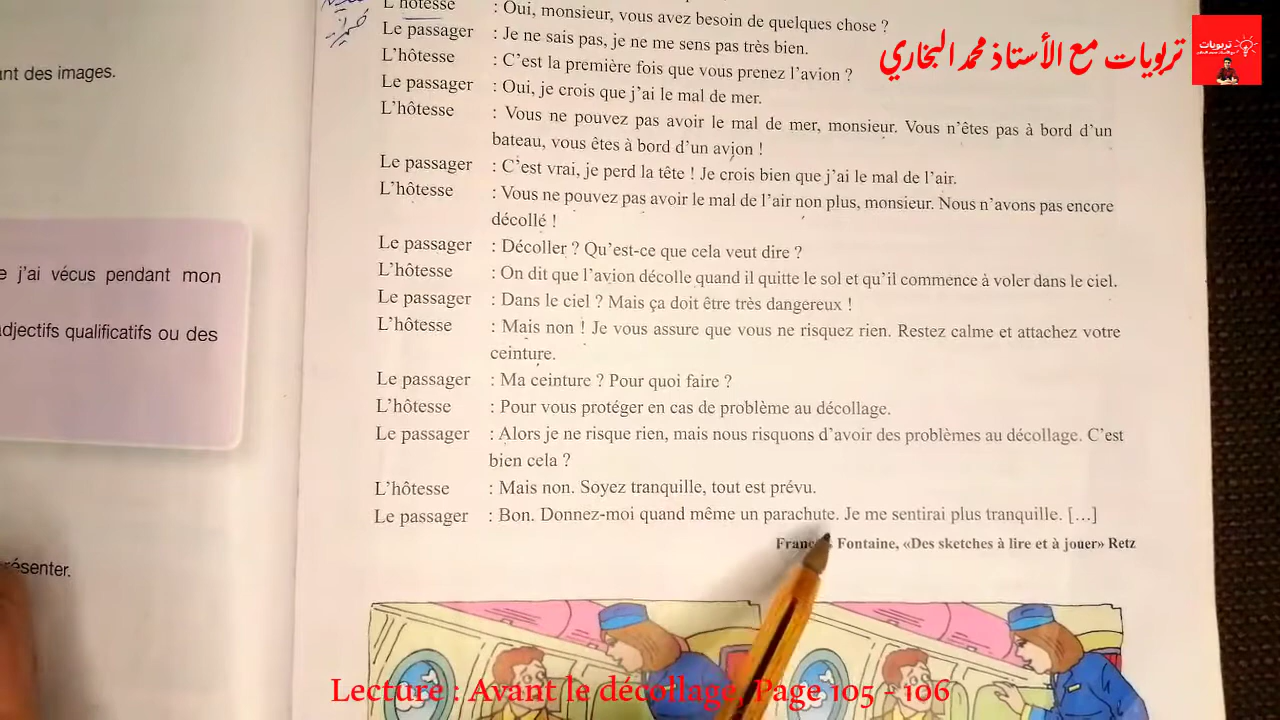 L'hôtesse : Oui, monsieur, vous avez besoin de quelques chose ?
Le passager : Je ne sais pas, je ne me sens pas très bien.
L'hôtesse : C'est la première fois que vous prenez l'avion ?
Le passager : Oui, je crois que j'ai le mal de mer.
L'hôtesse : Vous ne pouvez pas avoir le mal de mer, monsieur. Vous n'êtes pas à bord d'un
bateau, vous êtes à bord d'un avion !
Le passager : C'est vrai, je perd la tête ! Je crois bien que j'ai le mal de l'air.
L'hôtesse : Vous ne pouvez pas avoir le mal de l'air non plus, monsieur. Nous n'avons pas encore
décollé !
Le passager : Décoller ? Qu'est-ce que cela veut dire ?
L'hôtesse : On dit que l'avion décolle quand il quitte le sol et qu'il commence à voler dans le ciel.
Le passager : Dans le ciel ? Mais ça doit être très dangereux !
L'hôtesse : Mais non ! Je vous assure que vous ne risquez rien. Restez calme et attachez votre
ceinture.
Le passager : Ma ceinture ? Pour quoi faire ?
L'hôtesse : Pour vous protéger en cas de problème au décollage.
Le passager : Alors je ne risque rien, mais nous risquons d'avoir des problèmes au décollage. C'est
bien cela ?
L'hôtesse : Mais non. Soyez tranquille, tout est prévu.
Le passager : Bon. Donnez-moi quand même un parachute. Je me sentirai plus tranquille. […]
Fontaine, «Des sketches à lire et à jouer» Retz
des images.
j'ai vécus pendant mon
qualificatifs ou des
تربويات مع الأستاذ محمد البخاري
تربويات
Lecture : Avant le décollage, Page 105 - 106